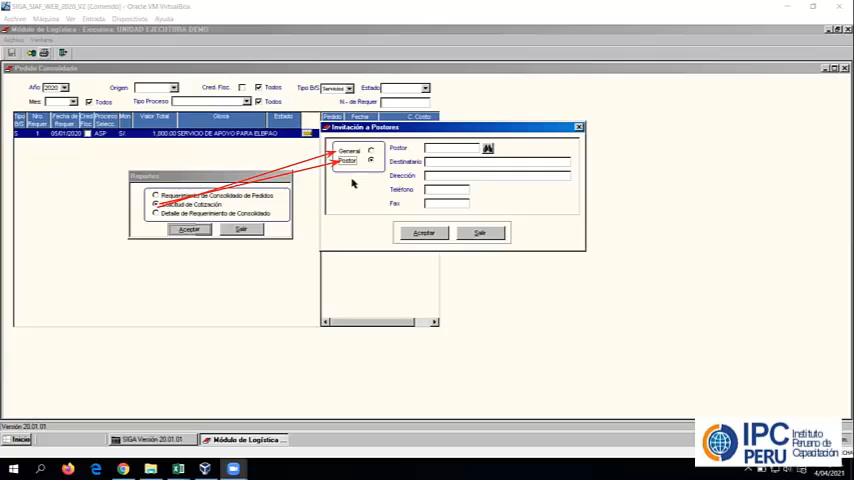 SIGA_SIAF_WEB_2020_V2 [Corriendo] - Oracle VM VirtualBox
Archivo Máquina Ver Entrada Dispositivos Ayuda
Módulo de Logística - Ejecutora: UNIDAD EJECUTORA DEMO
Archivo Ventana
Pedido Consolidado
Año 2020 Origen Cred. Fisc. Todos Tipo B/S Servicios Estado
Mes: Todos Tipo Proceso Todos N.- de Requer
Tipo B/S Nro. Requer Fecha de Requer Cred Fisc. Proceso Selecc. Mon Valor Total Glosa Estado Pedido Fecha C. Costo
S 1 05/01/2020 ASP S/. 1,800.00 SERVICIO DE APOYO PARA EL BPAO
Invitación a Postores
General
Postor
Postor
Destinatario
Dirección
Teléfono
Fax
Aceptar Salir
Reportes
Requerimiento de Consolidado de Pedidos
Solicitud de Cotización
Detalle de Requerimiento de Consolidado
Aceptar Salir
Versión 20.01.01
Inicio SIGA Versión 20.01.01 Módulo de Logística ...
IPC PERU
Instituto Peruano de Capacitación
4/04/2021